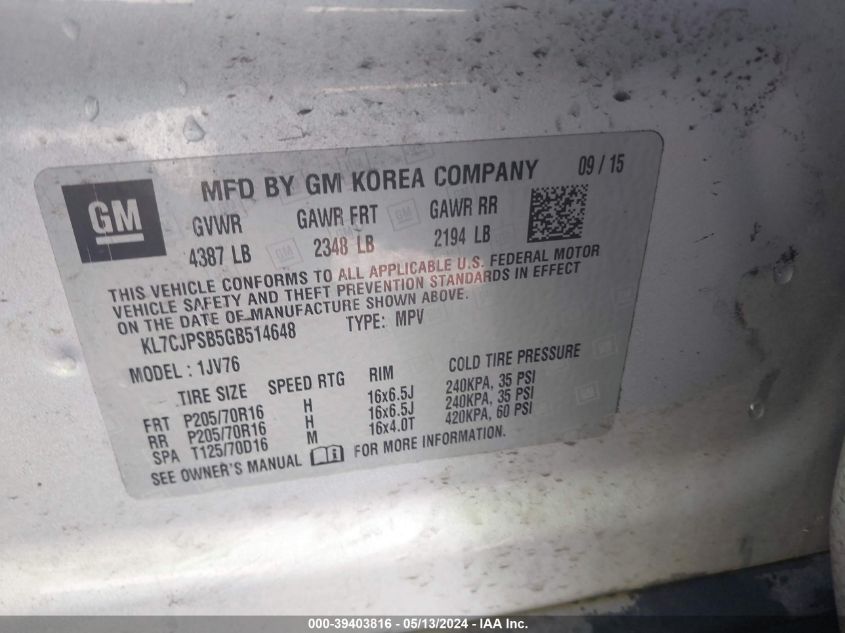 GM
MFD BY GM KOREA COMPANY 09 / 15
GVWR GAWR FRT GAWR RR
4387 LB 2348 LB 2194 LB
THIS VEHICLE CONFORMS TO ALL APPLICABLE U.S. FEDERAL MOTOR
VEHICLE SAFETY AND THEFT PREVENTION STANDARDS IN EFFECT
ON THE DATE OF MANUFACTURE SHOWN ABOVE.
KL7CJPSB5GB514648 TYPE: MPV
MODEL : 1JV76
TIRE SIZE SPEED RTG RIM COLD TIRE PRESSURE
FRT P205/70R16 H 16x6.5J 240KPA, 35 PSI
RR P205/70R16 H 16x6.5J 240KPA, 35 PSI
SPA T125/70D16 M 16x4.0T 420KPA, 60 PSI
SEE OWNER'S MANUAL FOR MORE INFORMATION.
000-39403816 - 05/13/2024 - IAAI.com